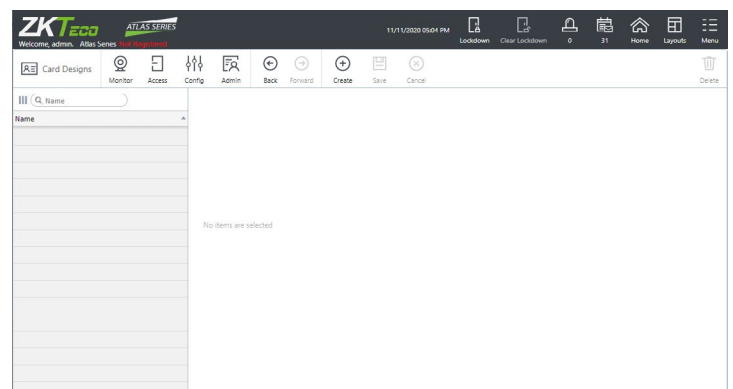 ZKTECO ATLAS SERIES
11/11/2020 05:04 PM
Lockdown Clear Lockdown 0 31 Home Layouts Menu
Welcome, admin. Atlas Series Not Registered
Card Designs
Monitor Access Config Admin Back Forward Create Save Cancel Delete
Name
Name
No items are selected